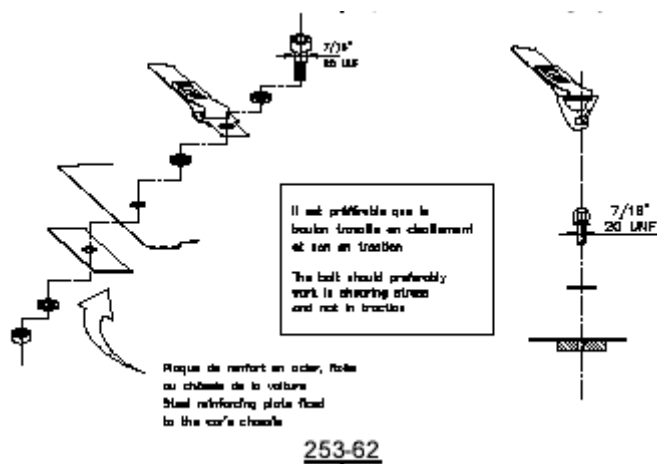 7/16"
20 UNF
7/16"
20 UNF
Il est préférable que le
boulon travaille en cisaillement
et non en traction
The bolt should preferably
work in shearing stress
and not in traction
Plaque de renfort en acier, fixée
au châssis de la voiture
Steel reinforcing plate fixed
to the car's chassis
253-62